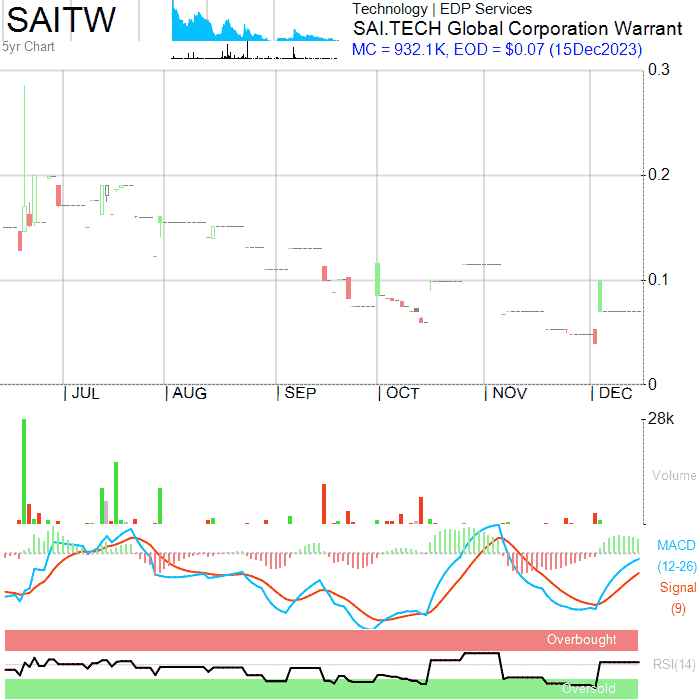 SAITW
5yr Chart
Technology | EDP Services
SAI.TECH Global Corporation Warrant
MC = 932.1K, EOD = $0.07 (15Dec2023)
0.3
0.2
0.1
0
| JUL | AUG | SEP | OCT | NOV | DEC
28k
Volume
MACD
(12-26)
Signal
(9)
Overbought
RSI(14)
Oversold